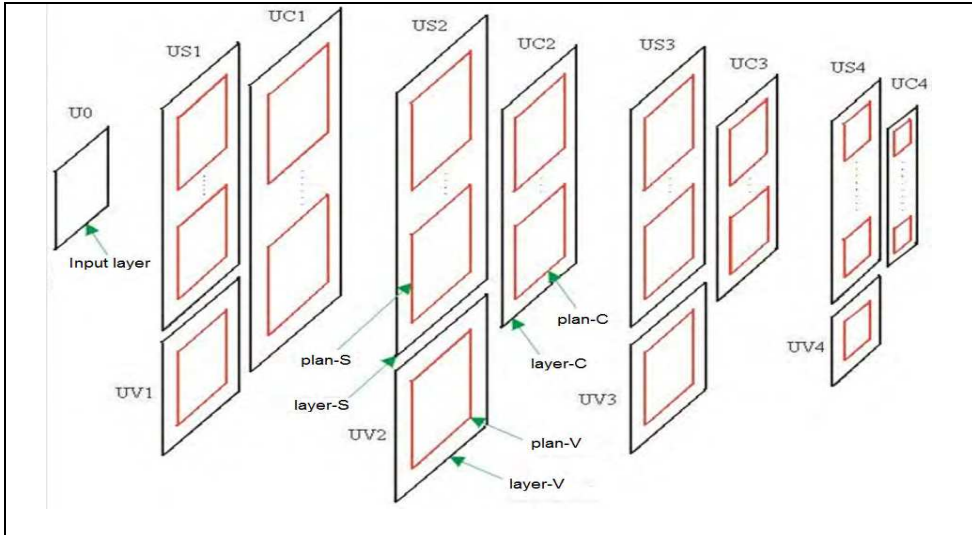 U0
US1
UC1
US2
UC2
US3
UC3
US4
UC4
Input layer
plan-S
layer-S
plan-C
layer-C
UV1
UV2
UV3
UV4
plan-V
layer-V